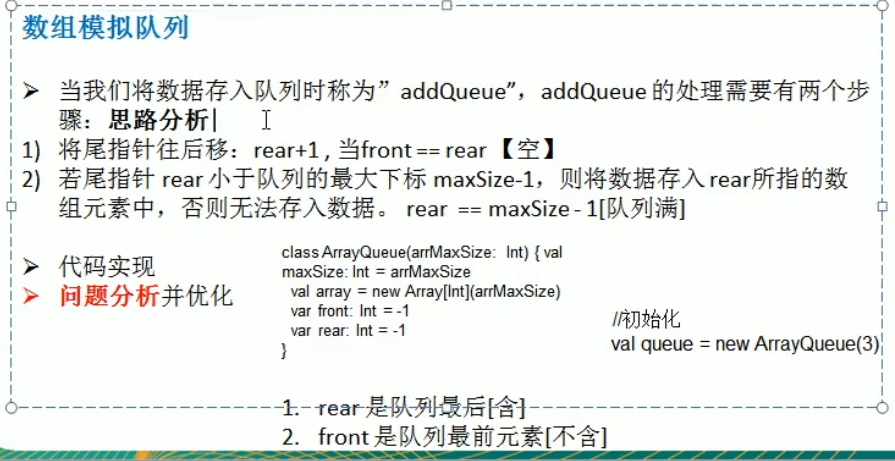 数组模拟队列
➢ 当我们将数据存入队列时称为”addQueue”，addQueue 的处理需要有两个步
骤：思路分析
1) 将尾指针往后移：rear+1 , 当front == rear 【空】
2) 若尾指针 rear 小于队列的最大下标 maxSize-1，则将数据存入 rear所指的数
组元素中，否则无法存入数据。 rear == maxSize - 1[队列满]
➢ 代码实现
➢ 问题分析并优化
class ArrayQueue(arrMaxSize: Int) { val
maxSize: Int = arrMaxSize
val array = new Array[Int](arrMaxSize)
var front: Int = -1
var rear: Int = -1
}
//初始化
val queue = new ArrayQueue(3)
1. rear 是队列最后[含]
2. front 是队列最前元素[不含]